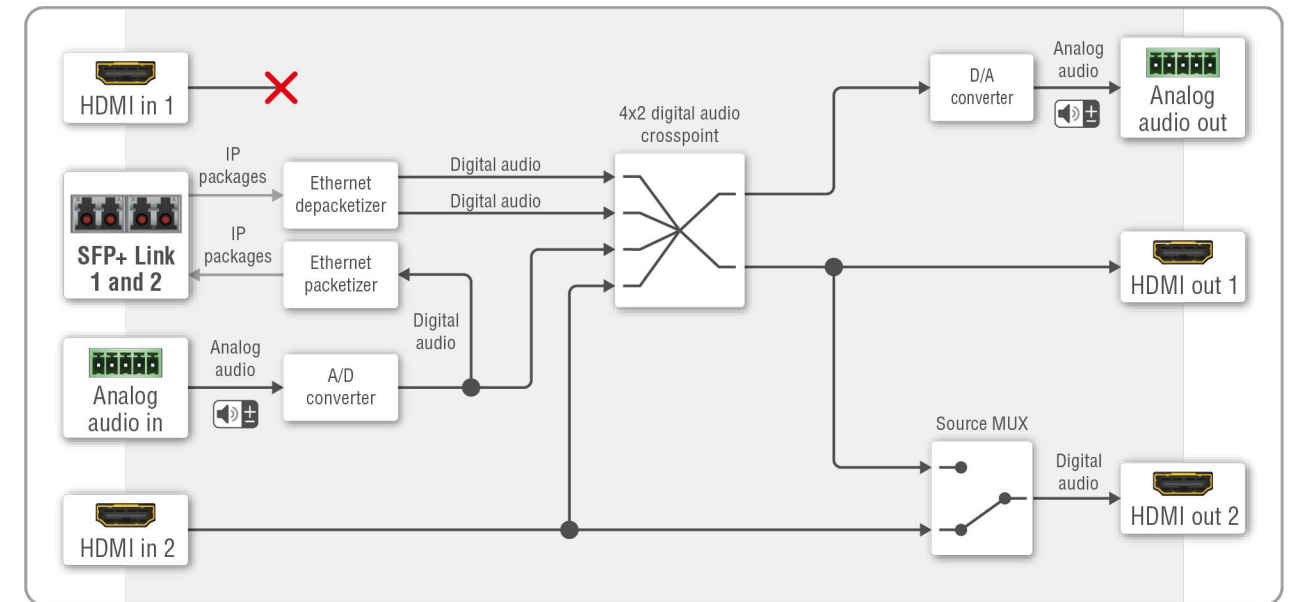 HDMI in 1
IP
packages
Ethernet
depacketizer
Digital audio
Digital audio
4x2 digital audio
crosspoint
D/A
converter
Analog
audio
Analog
audio out
SFP+ Link
1 and 2
IP
packages
Ethernet
packetizer
Digital
audio
HDMI out 1
Analog
audio in
Analog
audio
A/D
converter
Source MUX
Digital
audio
HDMI out 2
HDMI in 2